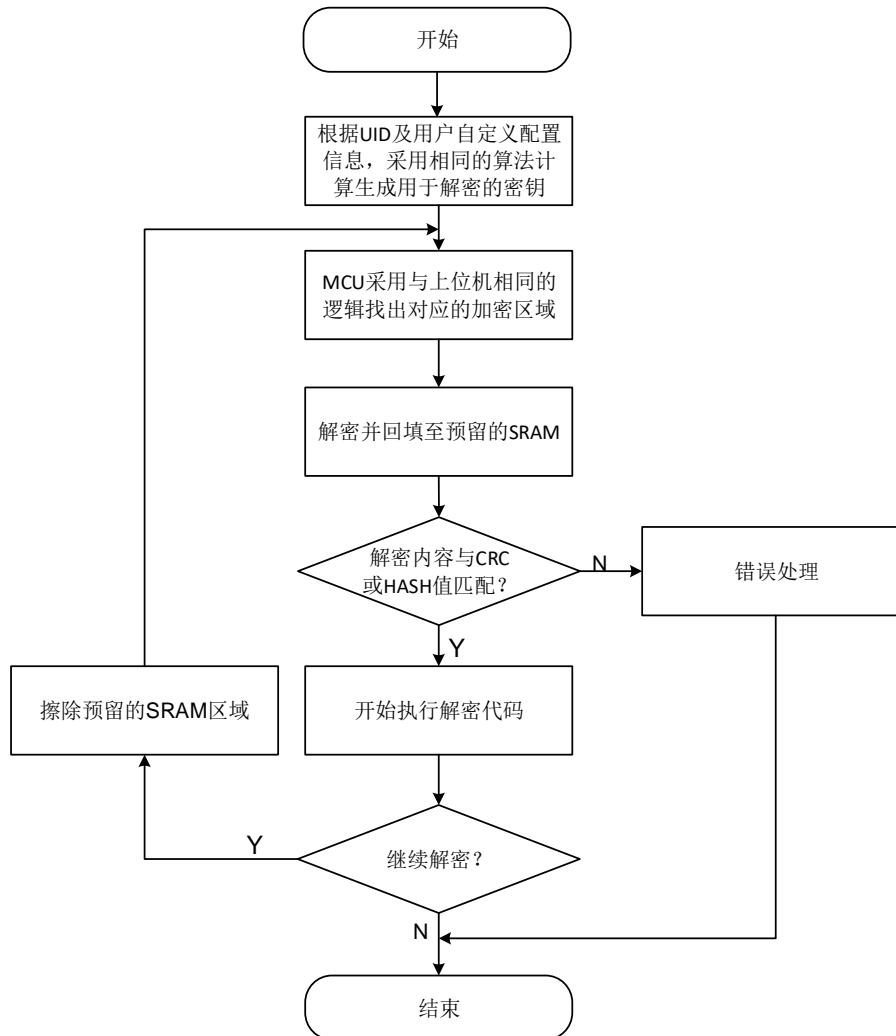 开始
根据UID及用户自定义配置
信息，采用相同的算法计
算生成用于解密的密钥
MCU采用与上位机相同的
逻辑找出对应的加密区域
解密并回填至预留的SRAM
解密内容与CRC
或HASH值匹配？
N
错误处理
Y
擦除预留的SRAM区域
开始执行解密代码
Y
继续解密？
N
结束